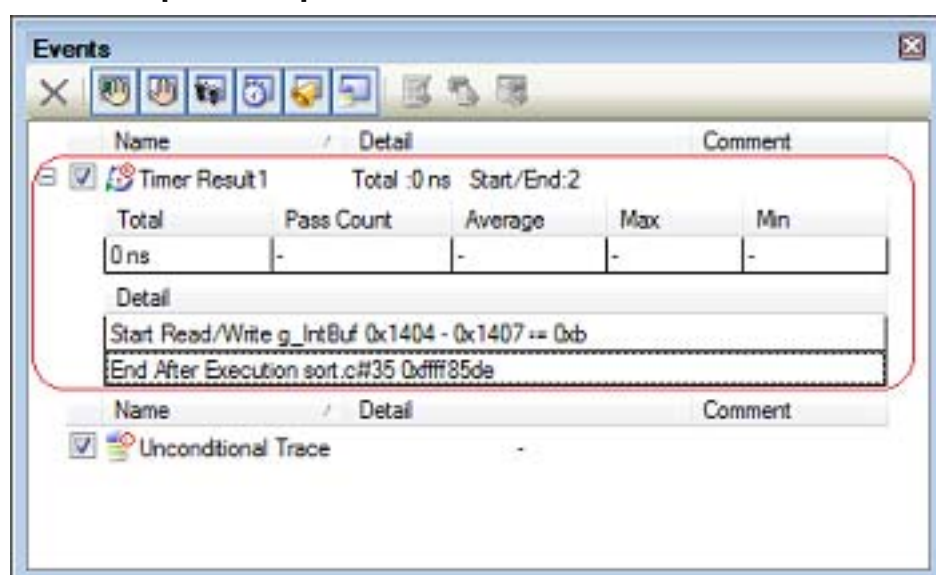 Events
Name / Detail Comment
Timer Result1 Total :0 ns Start/End:2
Total Pass Count Average Max Min
0 ns - - - -
Detail
Start Read/Write g_IntBuf 0x1404 - 0x1407 == 0xb
End After Execution sort.c#35 0xffff85de
Name / Detail Comment
Unconditional Trace -